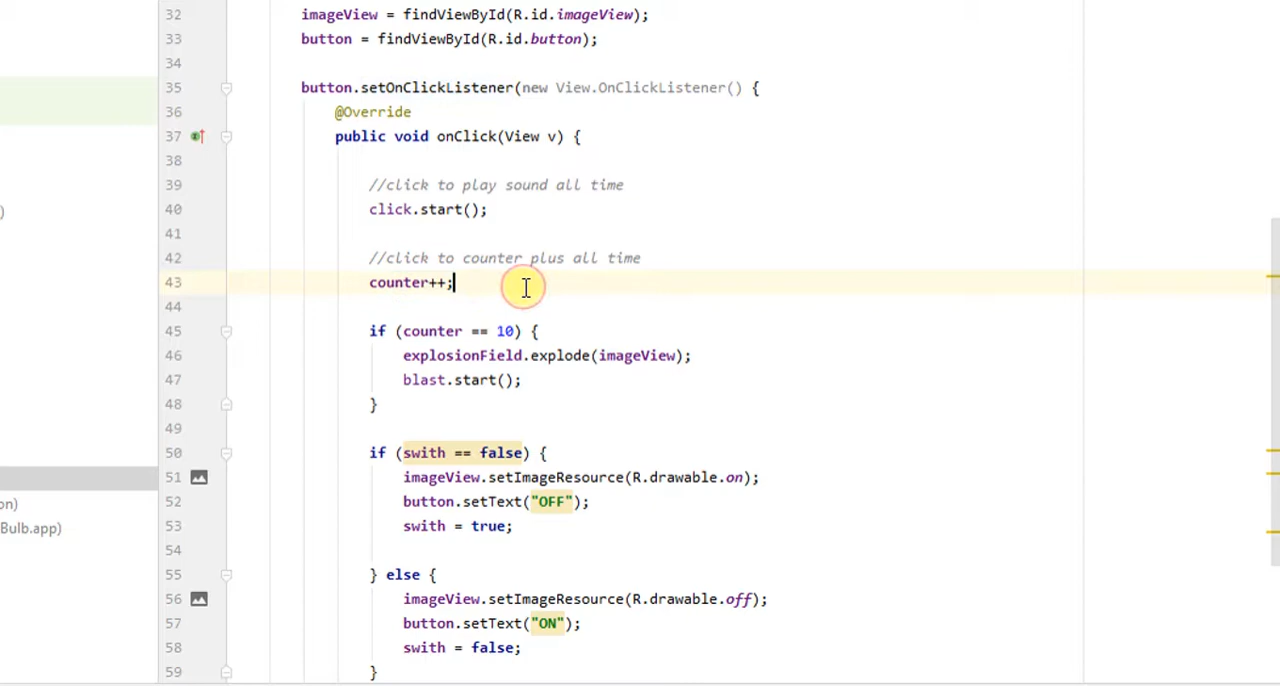 32 imageView = findViewById(R.id.imageView);
33 button = findViewById(R.id.button);
34
35 button.setOnClickListener(new View.OnClickListener() {
36 @Override
37 public void onClick(View v) {
38
39 //click to play sound all time
)
40 click.start();
41
42 //click to counter plus all time
43 counter++;
44
45 if (counter == 10) {
46 explosionField.explode(imageView);
47 blast.start();
48 }
49
50 if (swith == false) {
51 imageView.setImageResource(R.drawable.on);
on)
52 button.setText("OFF");
Bulb.app)
53 swith = true;
54
55 } else {
56 imageView.setImageResource(R.drawable.off);
57 button.setText("ON");
58 swith = false;
59 }